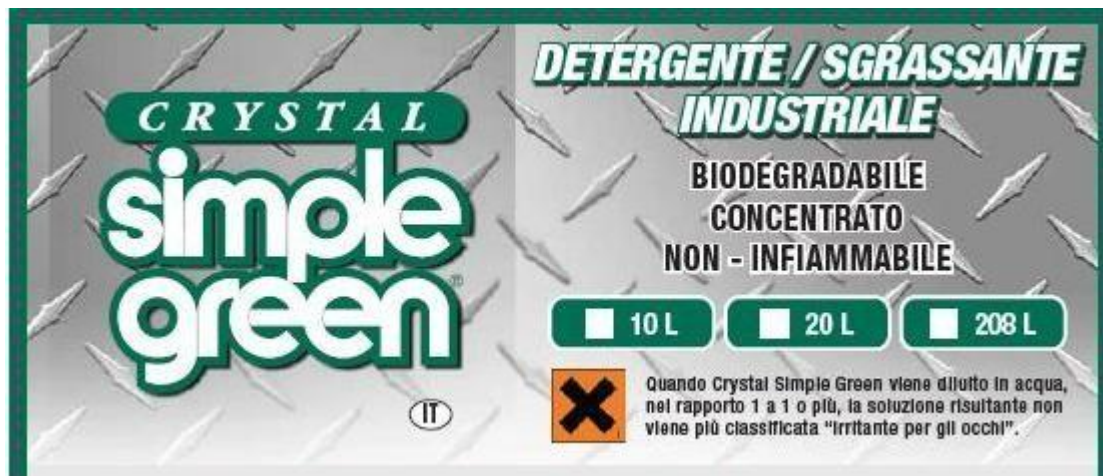 CRYSTAL
simple
green®
IT
DETERGENTE / SGRASSANTE
INDUSTRIALE
BIODEGRADABILE
CONCENTRATO
NON - INFIAMMABILE
10 L
20 L
208 L
Quando Crystal Simple Green viene diluito in acqua,
nel rapporto 1 a 1 o più, la soluzione risultante non
viene più classificata “irritante per gli occhi”.